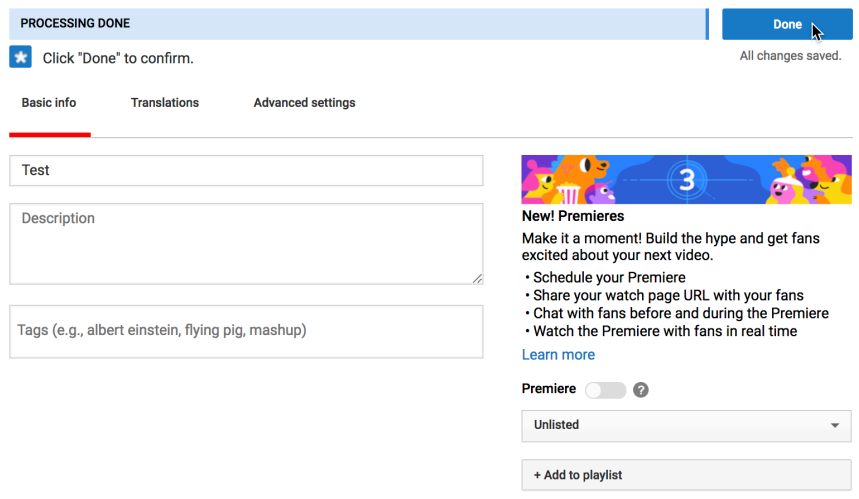 PROCESSING DONE
Done
Click "Done" to confirm.
All changes saved.
Basic info
Translations
Advanced settings
Test
Description
Tags (e.g., albert einstein, flying pig, mashup)
3
New! Premieres
Make it a moment! Build the hype and get fans
excited about your next video.
• Schedule your Premiere
• Share your watch page URL with your fans
• Chat with fans before and during the Premiere
• Watch the Premiere with fans in real time
Learn more
Premiere
?
Unlisted
+ Add to playlist